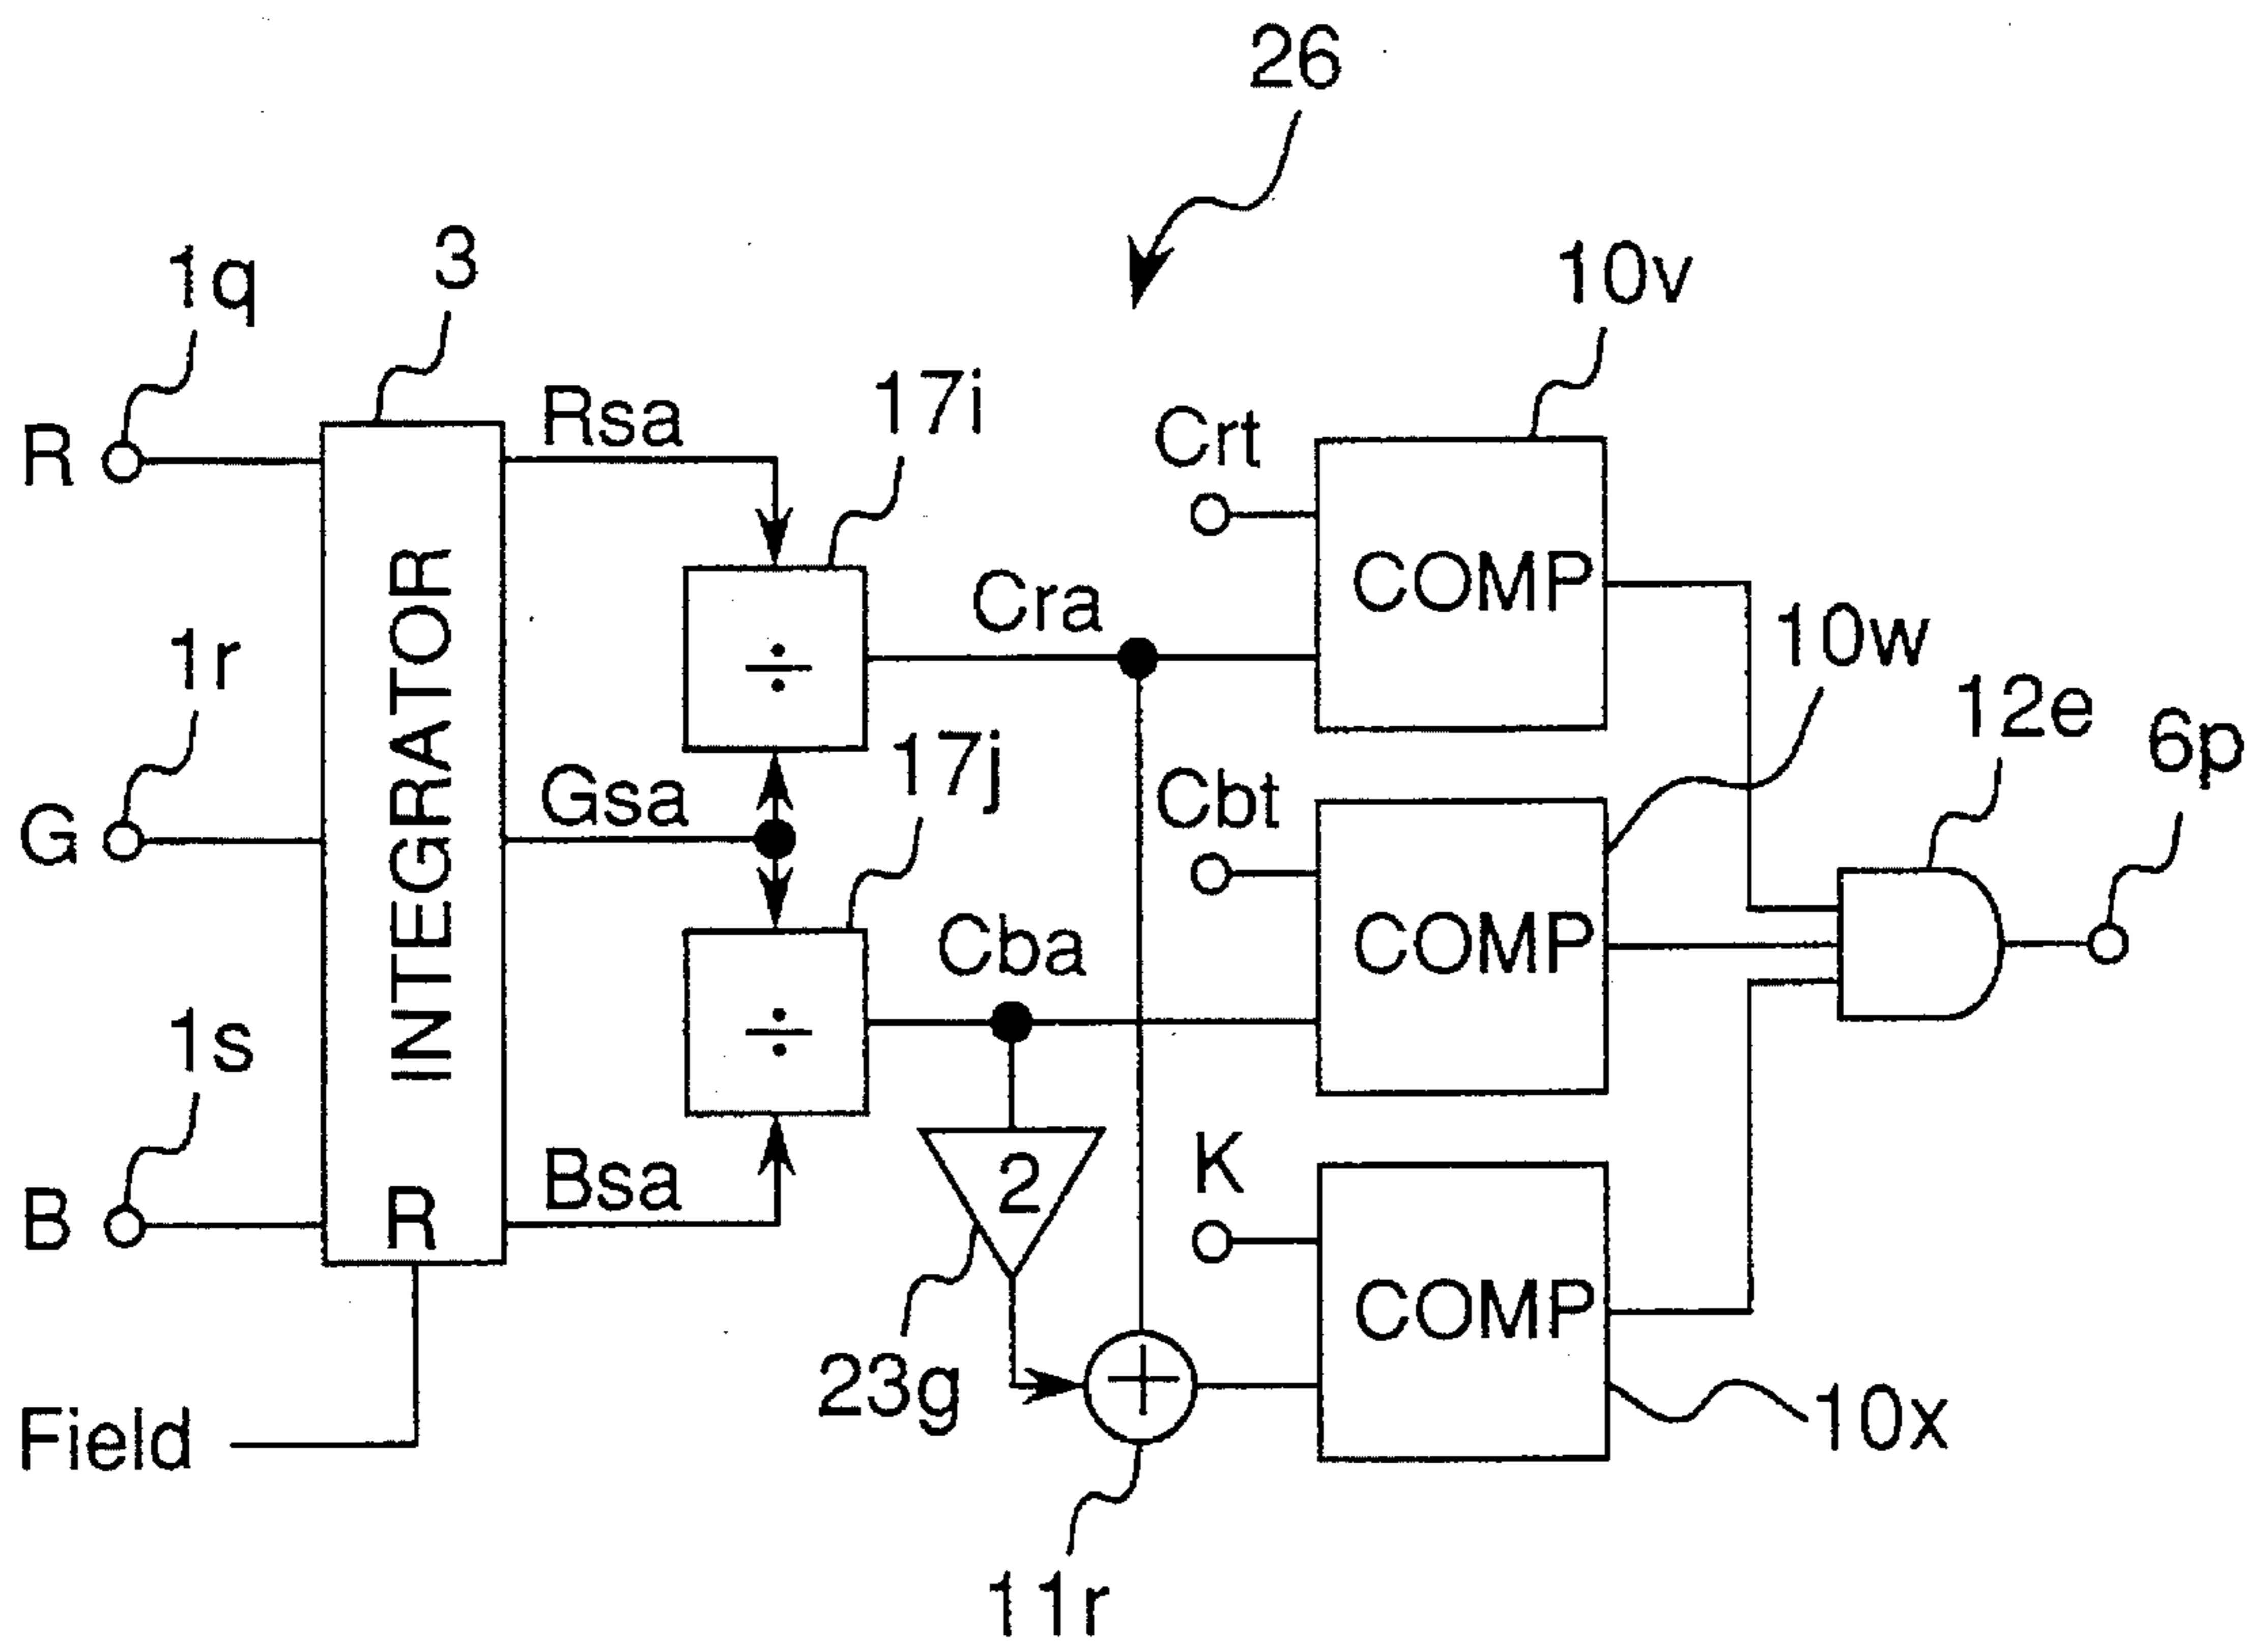 26
1q
3
10v
R
Rsa
17i
Crt
INTEGRATOR
COMP
÷
Cra
10w
1r
12e
6p
G
Gsa
17j
Cbt
COMP
÷
Cba
1s
B
R
Bsa
2
K
COMP
+
23g
10x
Field
11r